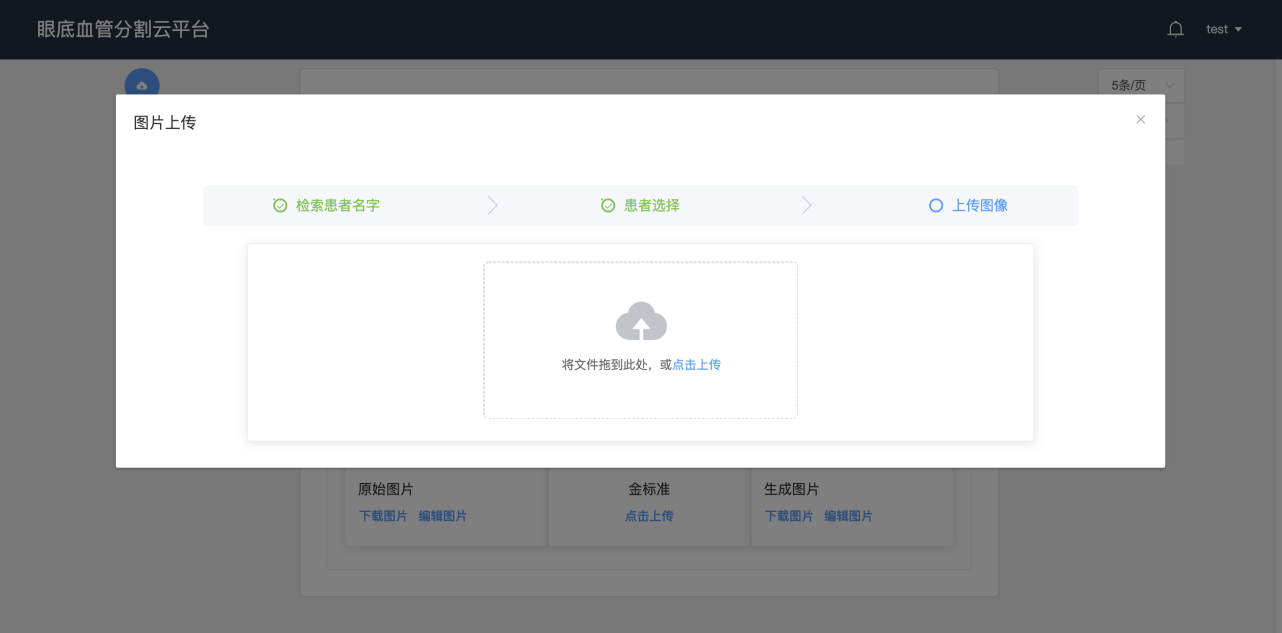 眼底血管分割云平台
test
5条/页
图片上传
检索患者名字
患者选择
上传图像
将文件拖到此处，或点击上传
原始图片
金标准
生成图片
下载图片 编辑图片
点击上传
下载图片 编辑图片